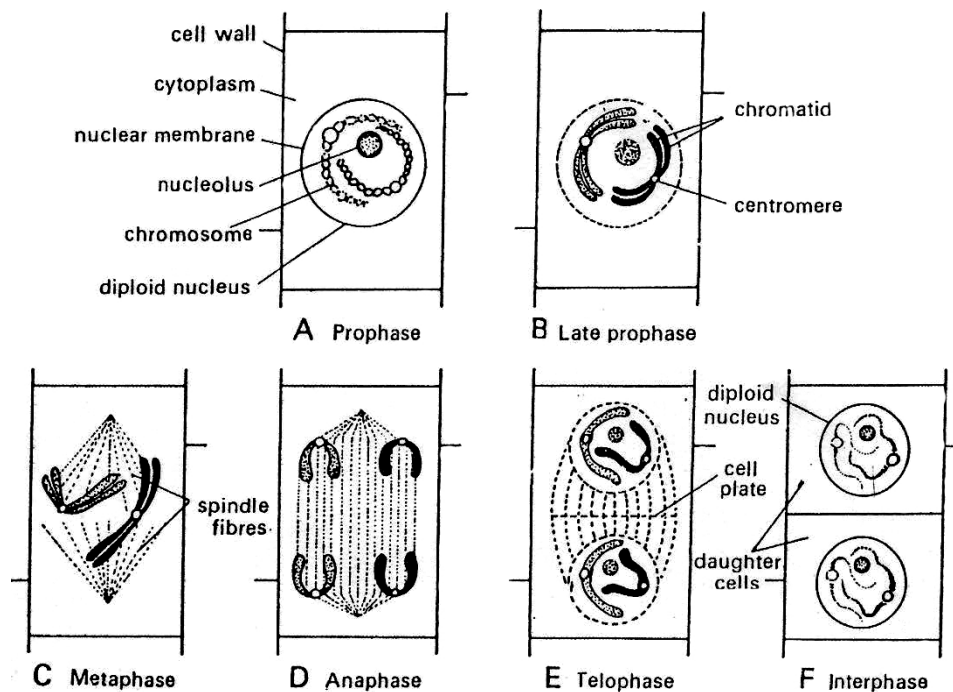 cell wall
cytoplasm
nuclear membrane
nucleolus
chromosome
diploid nucleus
A Prophase
chromatid
centromere
B Late prophase
spindle
fibres
C Metaphase
D Anaphase
cell
plate
E Telophase
diploid
nucleus
daughter
cells
F Interphase